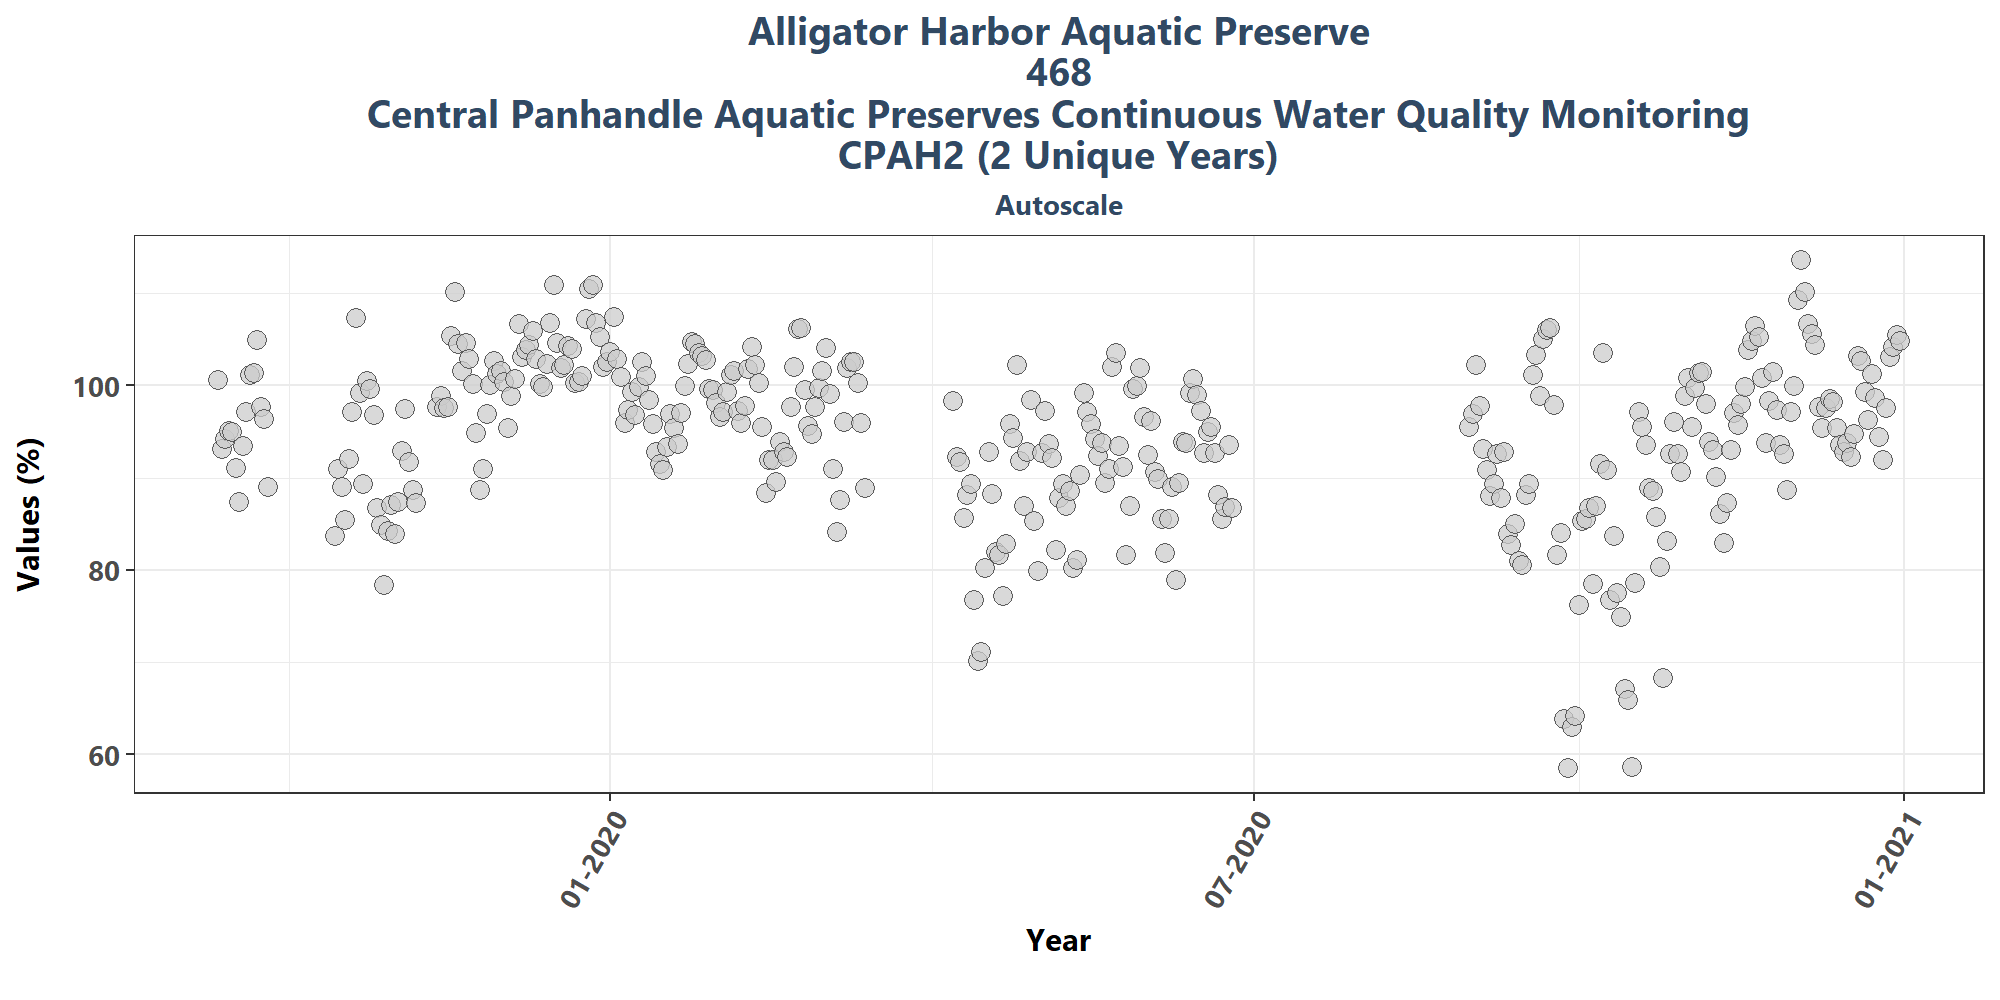 Alligator Harbor Aquatic Preserve
468
Central Panhandle Aquatic Preserves Continuous Water Quality Monitoring
CPAH2 (2 Unique Years)
Autoscale
Values (%)
100
80
60
01-2020
07-2020
01-2021
Year